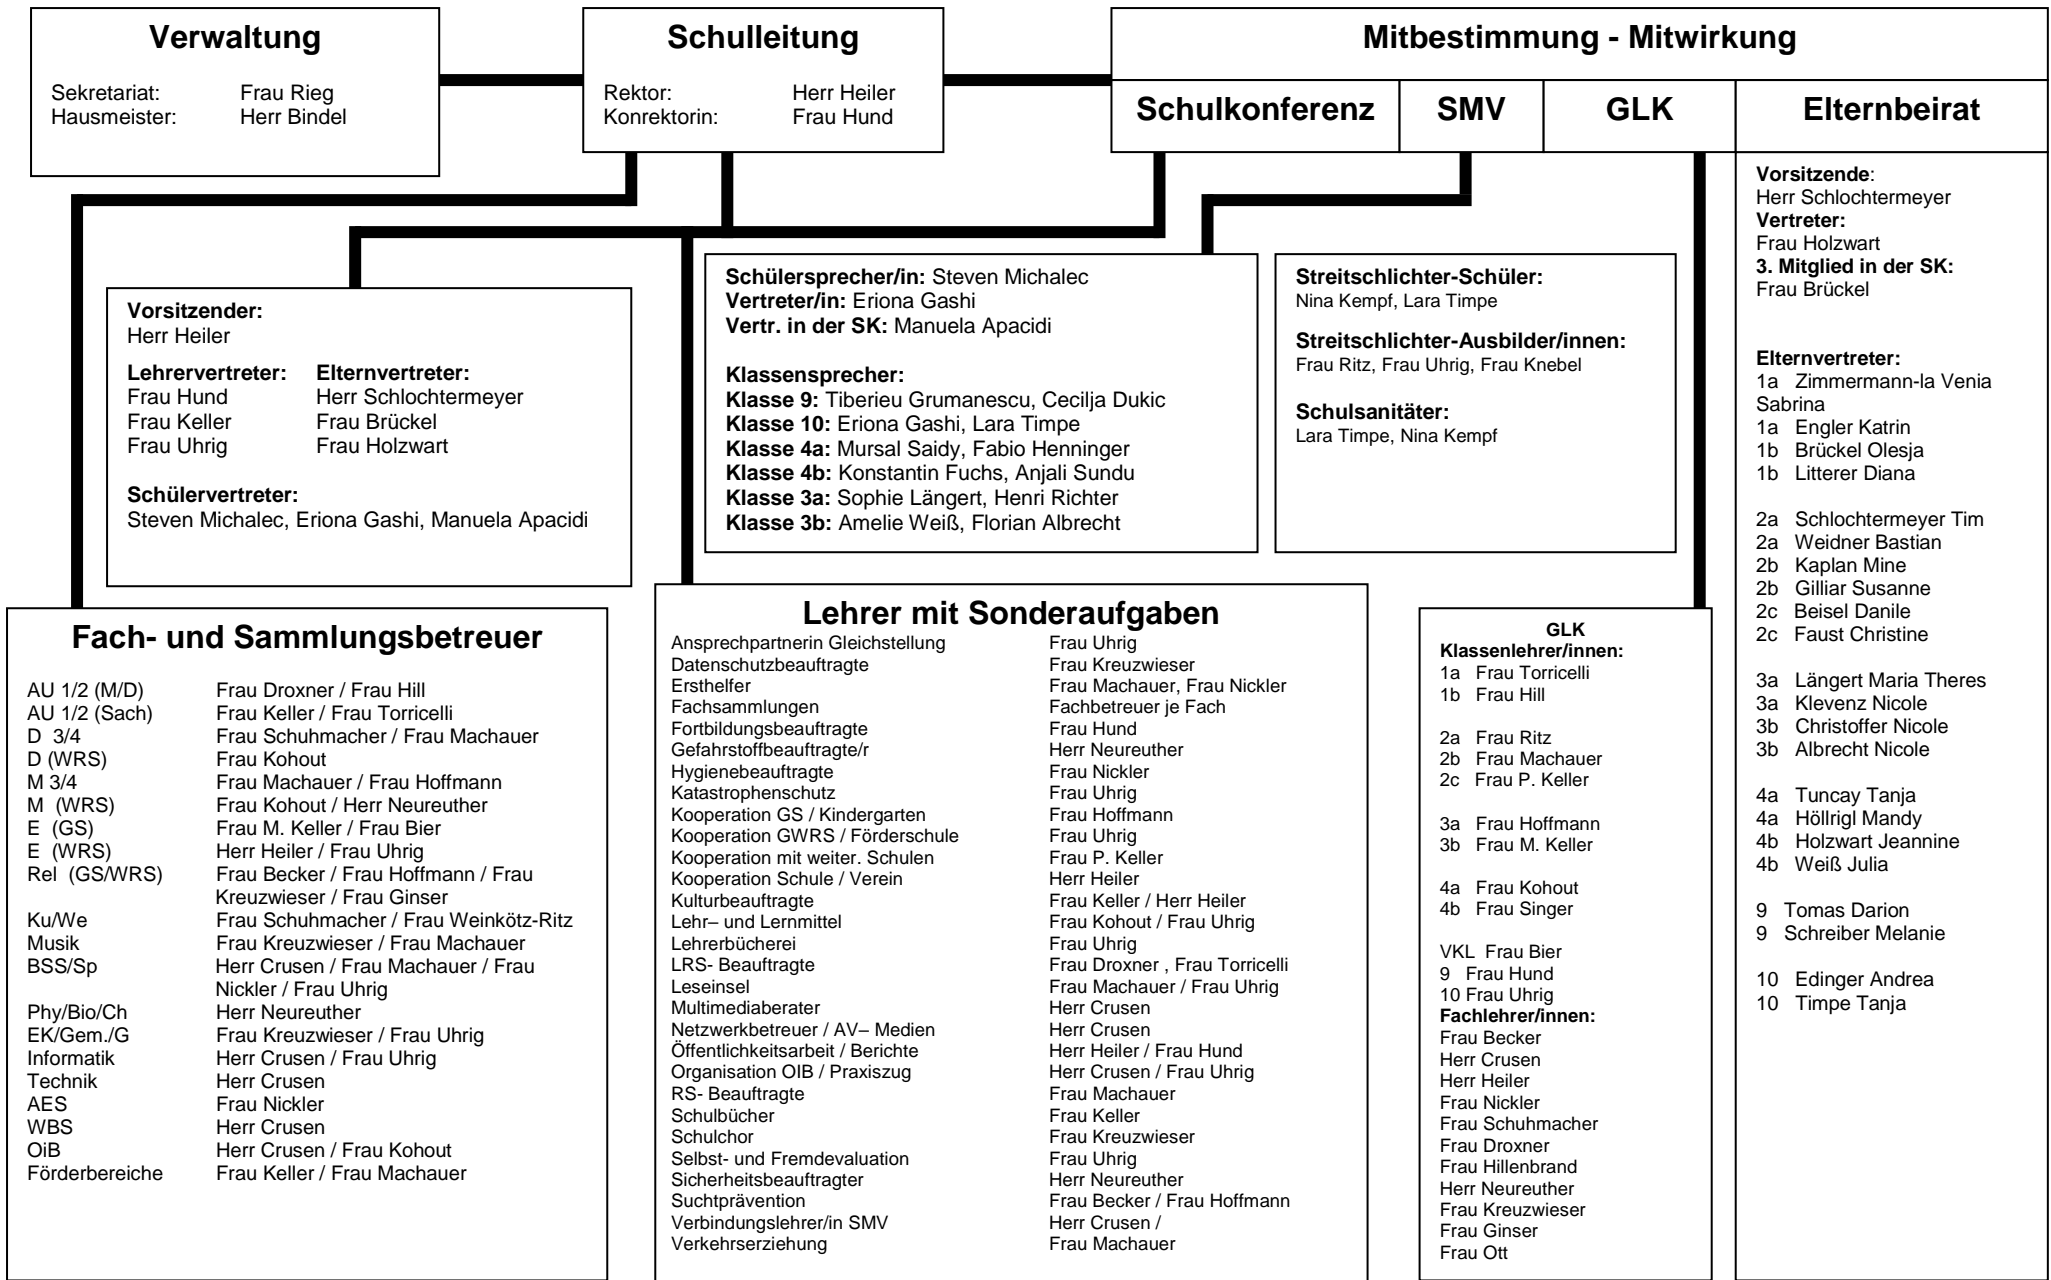 Verwaltung
Sekretariat: Frau Rieg
Hausmeister: Herr Bindel
Schulleitung
Rektor: Herr Heiler
Konrektorin: Frau Hund
Mitbestimmung - Mitwirkung
Schulkonferenz SMV GLK Elternbeirat
Vorsitzender:
Herr Heiler
Lehrervertreter: Elternvertreter:
Frau Hund Herr Schlochtermeyer
Frau Keller Frau Brückel
Frau Uhrig Frau Holzwart
Schülervertreter:
Steven Michalec, Eriona Gashi, Manuela Apacidi
Schülersprecher/in: Steven Michalec
Vertreter/in: Eriona Gashi
Vertr. in der SK: Manuela Apacidi
Klassensprecher:
Klasse 9: Tiberieu Grumanescu, Cecilja Dukic
Klasse 10: Eriona Gashi, Lara Timpe
Klasse 4a: Mursal Saidy, Fabio Henninger
Klasse 4b: Konstantin Fuchs, Anjali Sundu
Klasse 3a: Sophie Längert, Henri Richter
Klasse 3b: Amelie Weiß, Florian Albrecht
Streitschlichter-Schüler:
Nina Kempf, Lara Timpe
Streitschlichter-Ausbilder/innen:
Frau Ritz, Frau Uhrig, Frau Knebel
Schulsanitäter:
Lara Timpe, Nina Kempf
Vorsitzende:
Herr Schlochtermeyer
Vertreter:
Frau Holzwart
3. Mitglied in der SK:
Frau Brückel
Elternvertreter:
1a Zimmermann-la Venia
Sabrina
1a Engler Katrin
1b Brückel Olesja
1b Litterer Diana
2a Schlochtermeyer Tim
2a Weidner Bastian
2b Kaplan Mine
2b Gilliar Susanne
2c Beisel Danile
2c Faust Christine
3a Längert Maria Theres
3a Klevenz Nicole
3b Christoffer Nicole
3b Albrecht Nicole
4a Tuncay Tanja
4a Höllrigl Mandy
4b Holzwart Jeannine
4b Weiß Julia
9 Tomas Darion
9 Schreiber Melanie
10 Edinger Andrea
10 Timpe Tanja
Fach- und Sammlungsbetreuer
AU 1/2 (M/D) Frau Droxner / Frau Hill
AU 1/2 (Sach) Frau Keller / Frau Torricelli
D 3/4 Frau Schuhmacher / Frau Machauer
D (WRS) Frau Kohout
M 3/4 Frau Machauer / Frau Hoffmann
M (WRS) Frau Kohout / Herr Neureuther
E (GS) Frau M. Keller / Frau Bier
E (WRS) Herr Heiler / Frau Uhrig
Rel (GS/WRS) Frau Becker / Frau Hoffmann / Frau
Kreuzwieser / Frau Ginser
Ku/We Frau Schuhmacher / Frau Weinkötz-Ritz
Musik Frau Kreuzwieser / Frau Machauer
BSS/Sp Herr Crusen / Frau Machauer / Frau
Nickler / Frau Uhrig
Phy/Bio/Ch Herr Neureuther
EK/Gem./G Frau Kreuzwieser / Frau Uhrig
Informatik Herr Crusen / Frau Uhrig
Technik Herr Crusen
AES Frau Nickler
WBS Herr Crusen
OiB Herr Crusen / Frau Kohout
Förderbereiche Frau Keller / Frau Machauer
Lehrer mit Sonderaufgaben
Ansprechpartnerin Gleichstellung Frau Uhrig
Datenschutzbeauftragte Frau Kreuzwieser
Ersthelfer Frau Machauer, Frau Nickler
Fachsammlungen Fachbetreuer je Fach
Fortbildungsbeauftragte Frau Hund
Gefahrstoffbeauftragte/r Herr Neureuther
Hygienebeauftragte Frau Nickler
Katastrophenschutz Frau Uhrig
Kooperation GS / Kindergarten Frau Hoffmann
Kooperation GWRS / Förderschule Frau Uhrig
Kooperation mit weiter. Schulen Frau P. Keller
Kooperation Schule / Verein Herr Heiler
Kulturbeauftragte Frau Keller / Herr Heiler
Lehr– und Lernmittel Frau Kohout / Frau Uhrig
Lehrerbücherei Frau Uhrig
LRS- Beauftragte Frau Droxner , Frau Torricelli
Leseinsel Frau Machauer / Frau Uhrig
Multimediaberater Herr Crusen
Netzwerkbetreuer / AV– Medien Herr Crusen
Öffentlichkeitsarbeit / Berichte Herr Heiler / Frau Hund
Organisation OIB / Praxiszug Herr Crusen / Frau Uhrig
RS- Beauftragte Frau Machauer
Schulbücher Frau Keller
Schulchor Frau Kreuzwieser
Selbst- und Fremdevaluation Frau Uhrig
Sicherheitsbeauftragter Herr Neureuther
Suchtprävention Frau Becker / Frau Hoffmann
Verbindungslehrer/in SMV Herr Crusen /
Verkehrserziehung Frau Machauer
GLK
Klassenlehrer/innen:
1a Frau Torricelli
1b Frau Hill
2a Frau Ritz
2b Frau Machauer
2c Frau P. Keller
3a Frau Hoffmann
3b Frau M. Keller
4a Frau Kohout
4b Frau Singer
VKL Frau Bier
9 Frau Hund
10 Frau Uhrig
Fachlehrer/innen:
Frau Becker
Herr Crusen
Herr Heiler
Frau Nickler
Frau Schuhmacher
Frau Droxner
Frau Hillenbrand
Herr Neureuther
Frau Kreuzwieser
Frau Ginser
Frau Ott